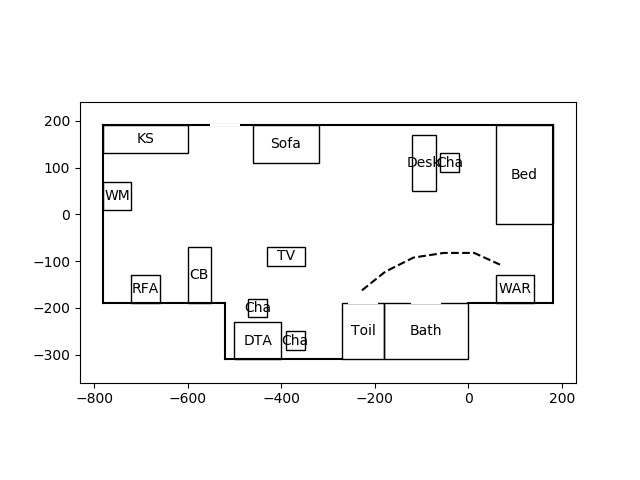 200
100
0
−100
−200
−300
KS
Sofa
Desk
Cha
Bed
WM
TV
CB
RFA
WAR
Cha
DTA
Cha
Toil
Bath
−800
−600
−400
−200
0
200